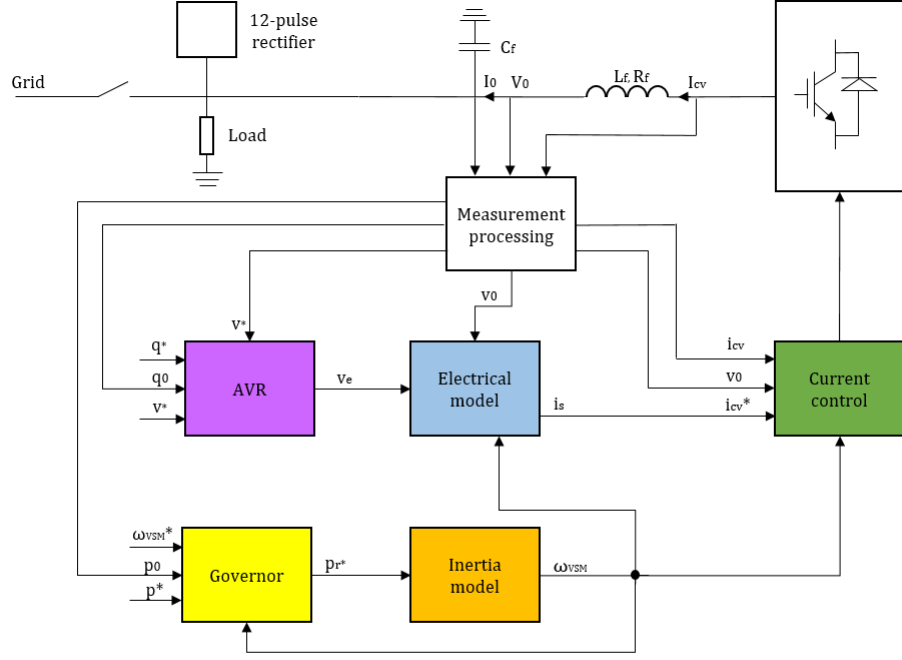 12-pulse
rectifier
Cf
Grid
I0
V0
Lf, Rf
Icv
Load
Measurement
processing
v0
v*
q*
icv
q0
AVR
ve
Electrical
model
v0
Current
control
v*
is
icv*
ωVSM*
p0
Governor
pr*
Inertia
model
ωVSM
p*